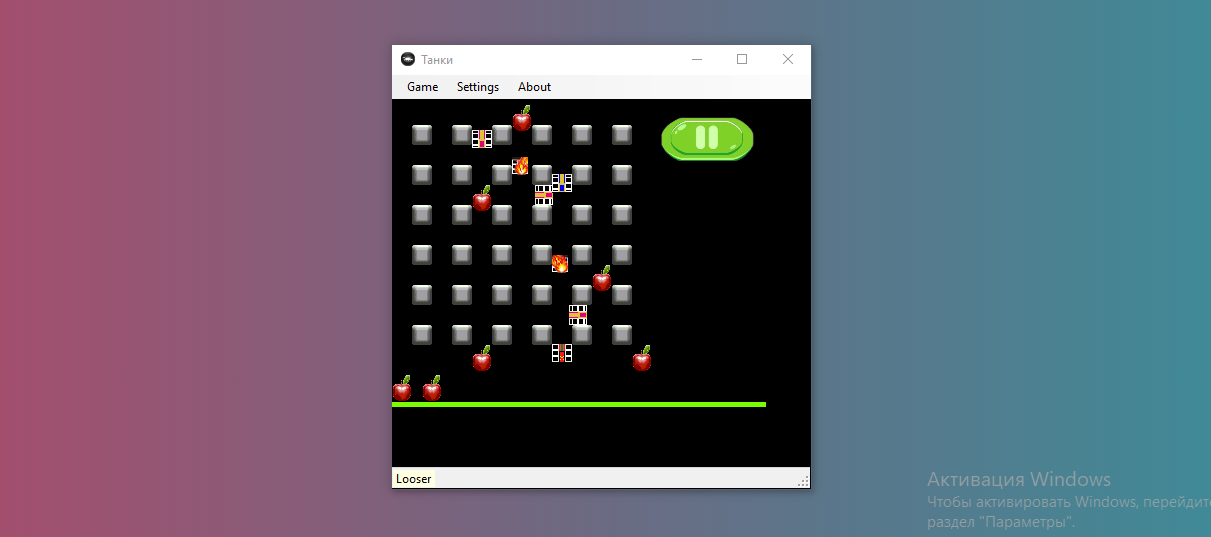 Танки
Game Settings About
Looser
Активация Windows
Чтобы активировать Windows, перейдите
раздел "Параметры".